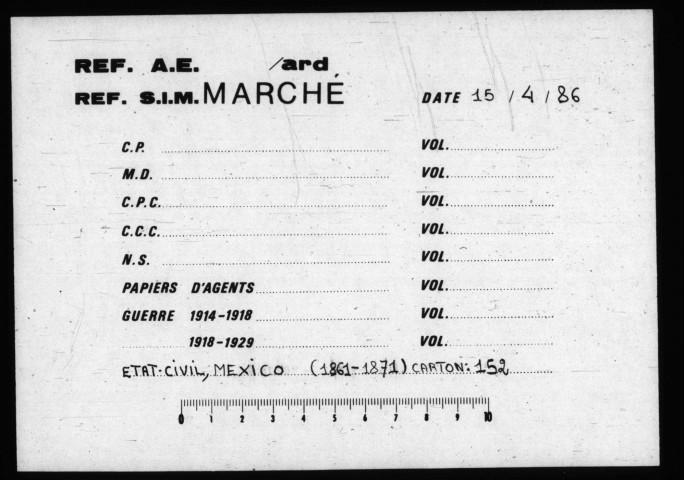 REF. A.E. /ard
REF. S.I.M. MARCHÉ DATE 15 / 4 / 86
C.P. VOL.
M.D. VOL.
C.P.C. VOL.
C.C.C. VOL.
N.S. VOL.
PAPIERS D'AGENTS VOL.
GUERRE 1914-1918 VOL.
1918-1929 VOL.
ETAT-CIVIL, MEXICO (1861-1871) CARTON: 152
0 1 2 3 4 5 6 7 8 9 10